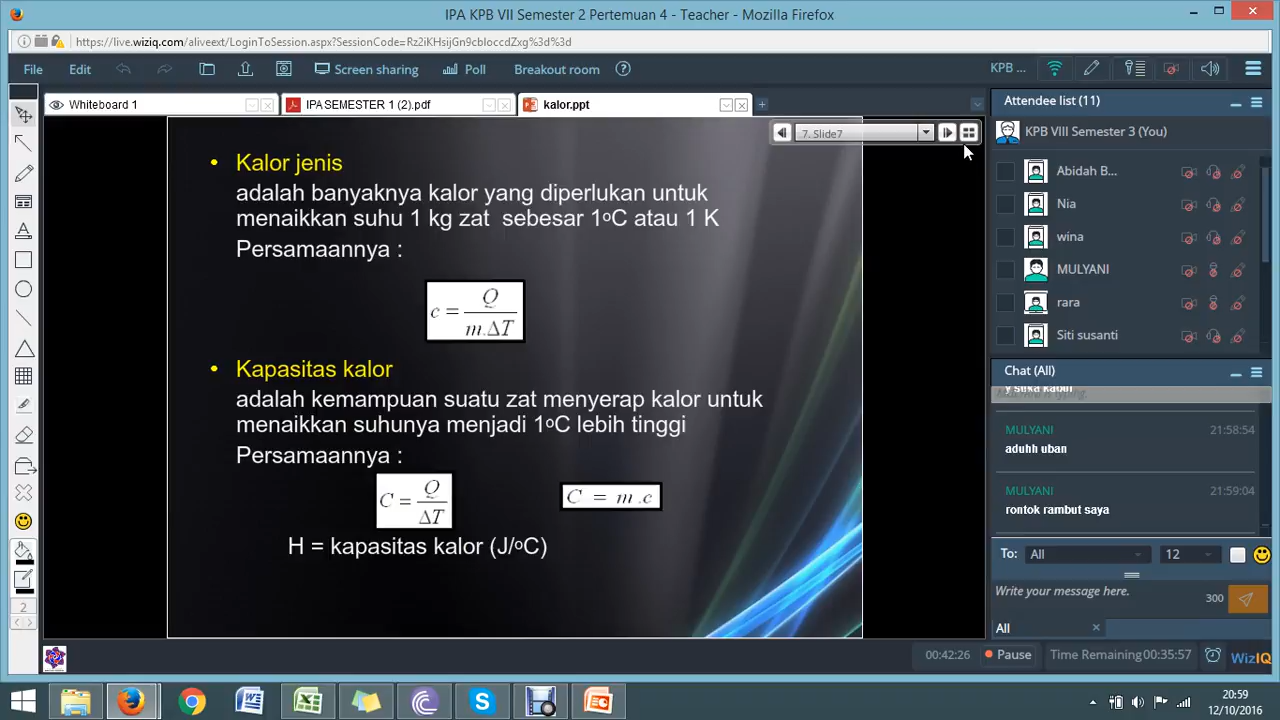 IPA KPB VII Semester 2 Pertemuan 4 - Teacher - Mozilla Firefox
https://live.wiziq.com/aliveext/LoginToSession.aspx?SessionCode=Rz2iKHsijGn9cbloccdZxg%3d%3d
File Edit Screen sharing Poll Breakout room ? KPB ...
Whiteboard 1 IPA SEMESTER 1 (2).pdf kalor.ppt
7. Slide7
• Kalor jenis
adalah banyaknya kalor yang diperlukan untuk
menaikkan suhu 1 kg zat sebesar 1ºC atau 1 K
Persamaannya :
c = Q / m.ΔT
• Kapasitas kalor
adalah kemampuan suatu zat menyerap kalor untuk
menaikkan suhunya menjadi 1ºC lebih tinggi
Persamaannya :
C = Q / ΔT C = m.c
H = kapasitas kalor (J/ºC)
2
Attendee list (11)
KPB VIII Semester 3 (You)
Abidah B...
Nia
wina
MULYANI
rara
Siti susanti
Chat (All)
MULYANI 21:58:54
aduhh uban
MULYANI 21:59:04
rontok rambut saya
To: All 12
Write your message here. 300
All
00:42:26 Pause Time Remaining 00:35:57 WizIQ
20:59
12/10/2016